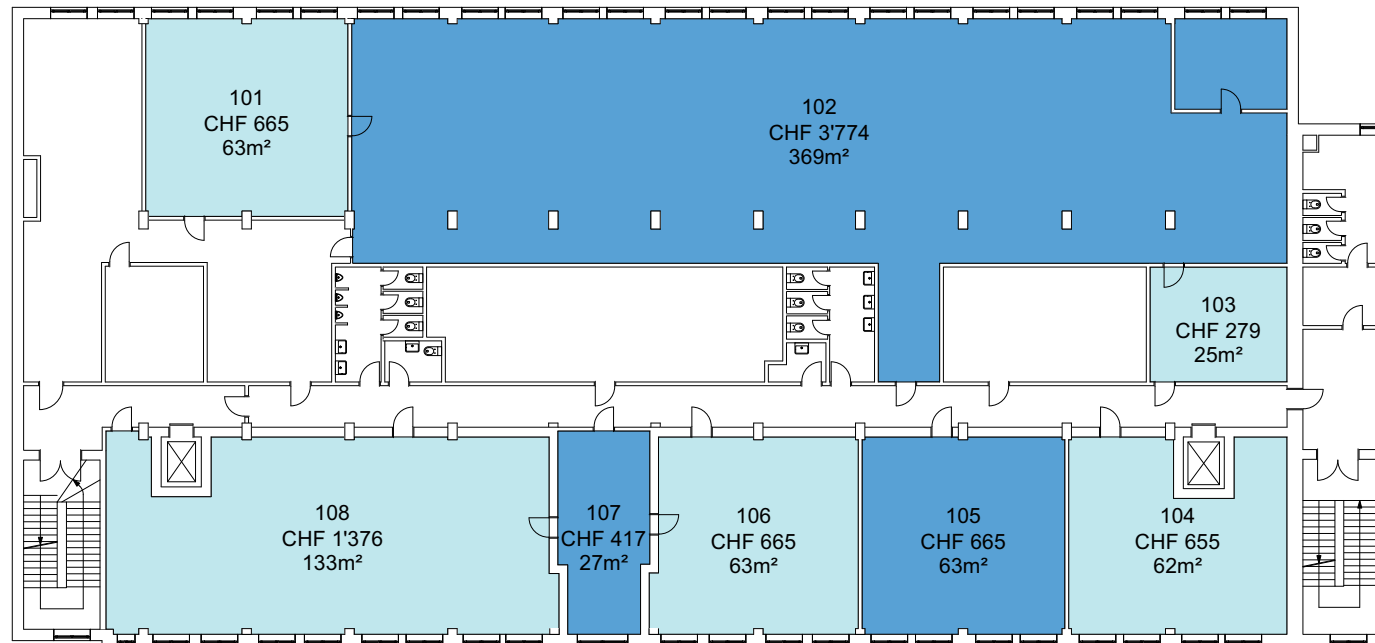 101
CHF 665
63m²
102
CHF 3'774
369m²
103
CHF 279
25m²
108
CHF 1'376
133m²
107
CHF 417
27m²
106
CHF 665
63m²
105
CHF 665
63m²
104
CHF 655
62m²